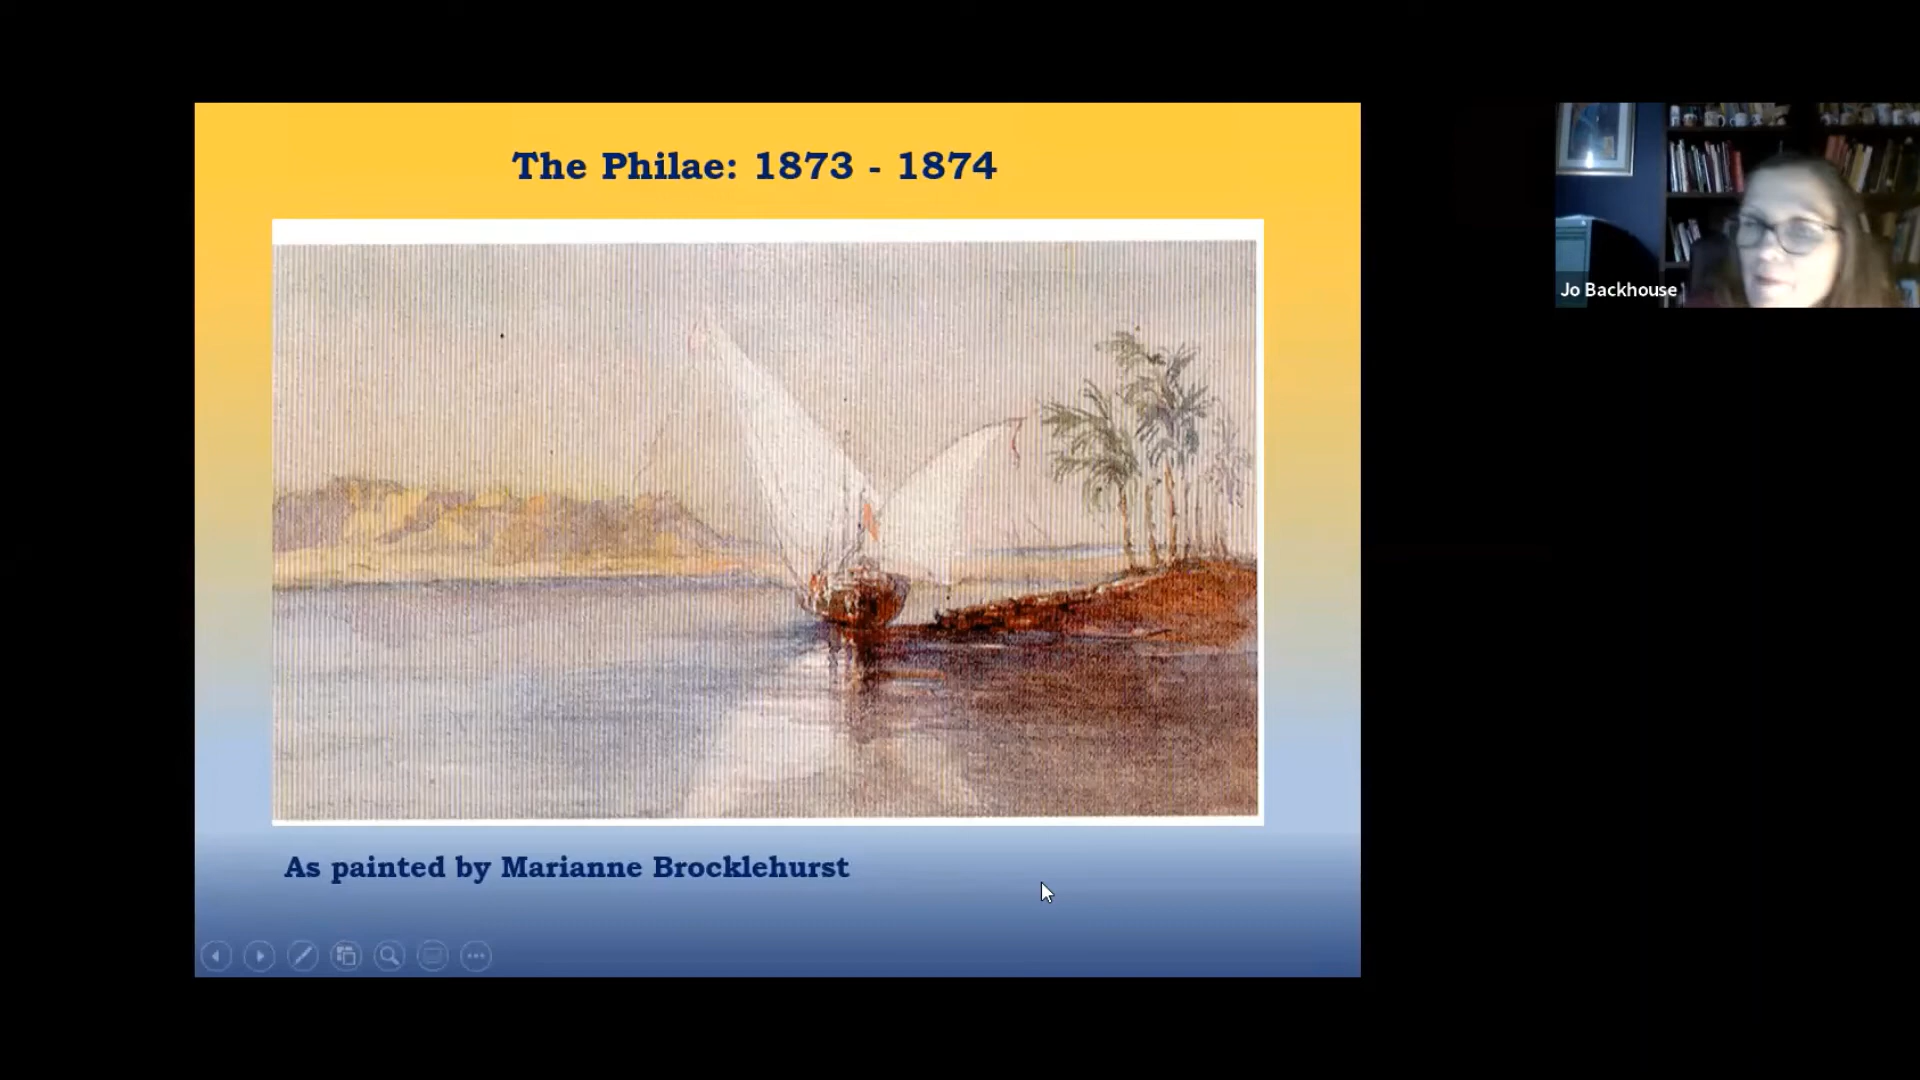 The Philae: 1873 - 1874
Jo Backhouse
As painted by Marianne Brocklehurst